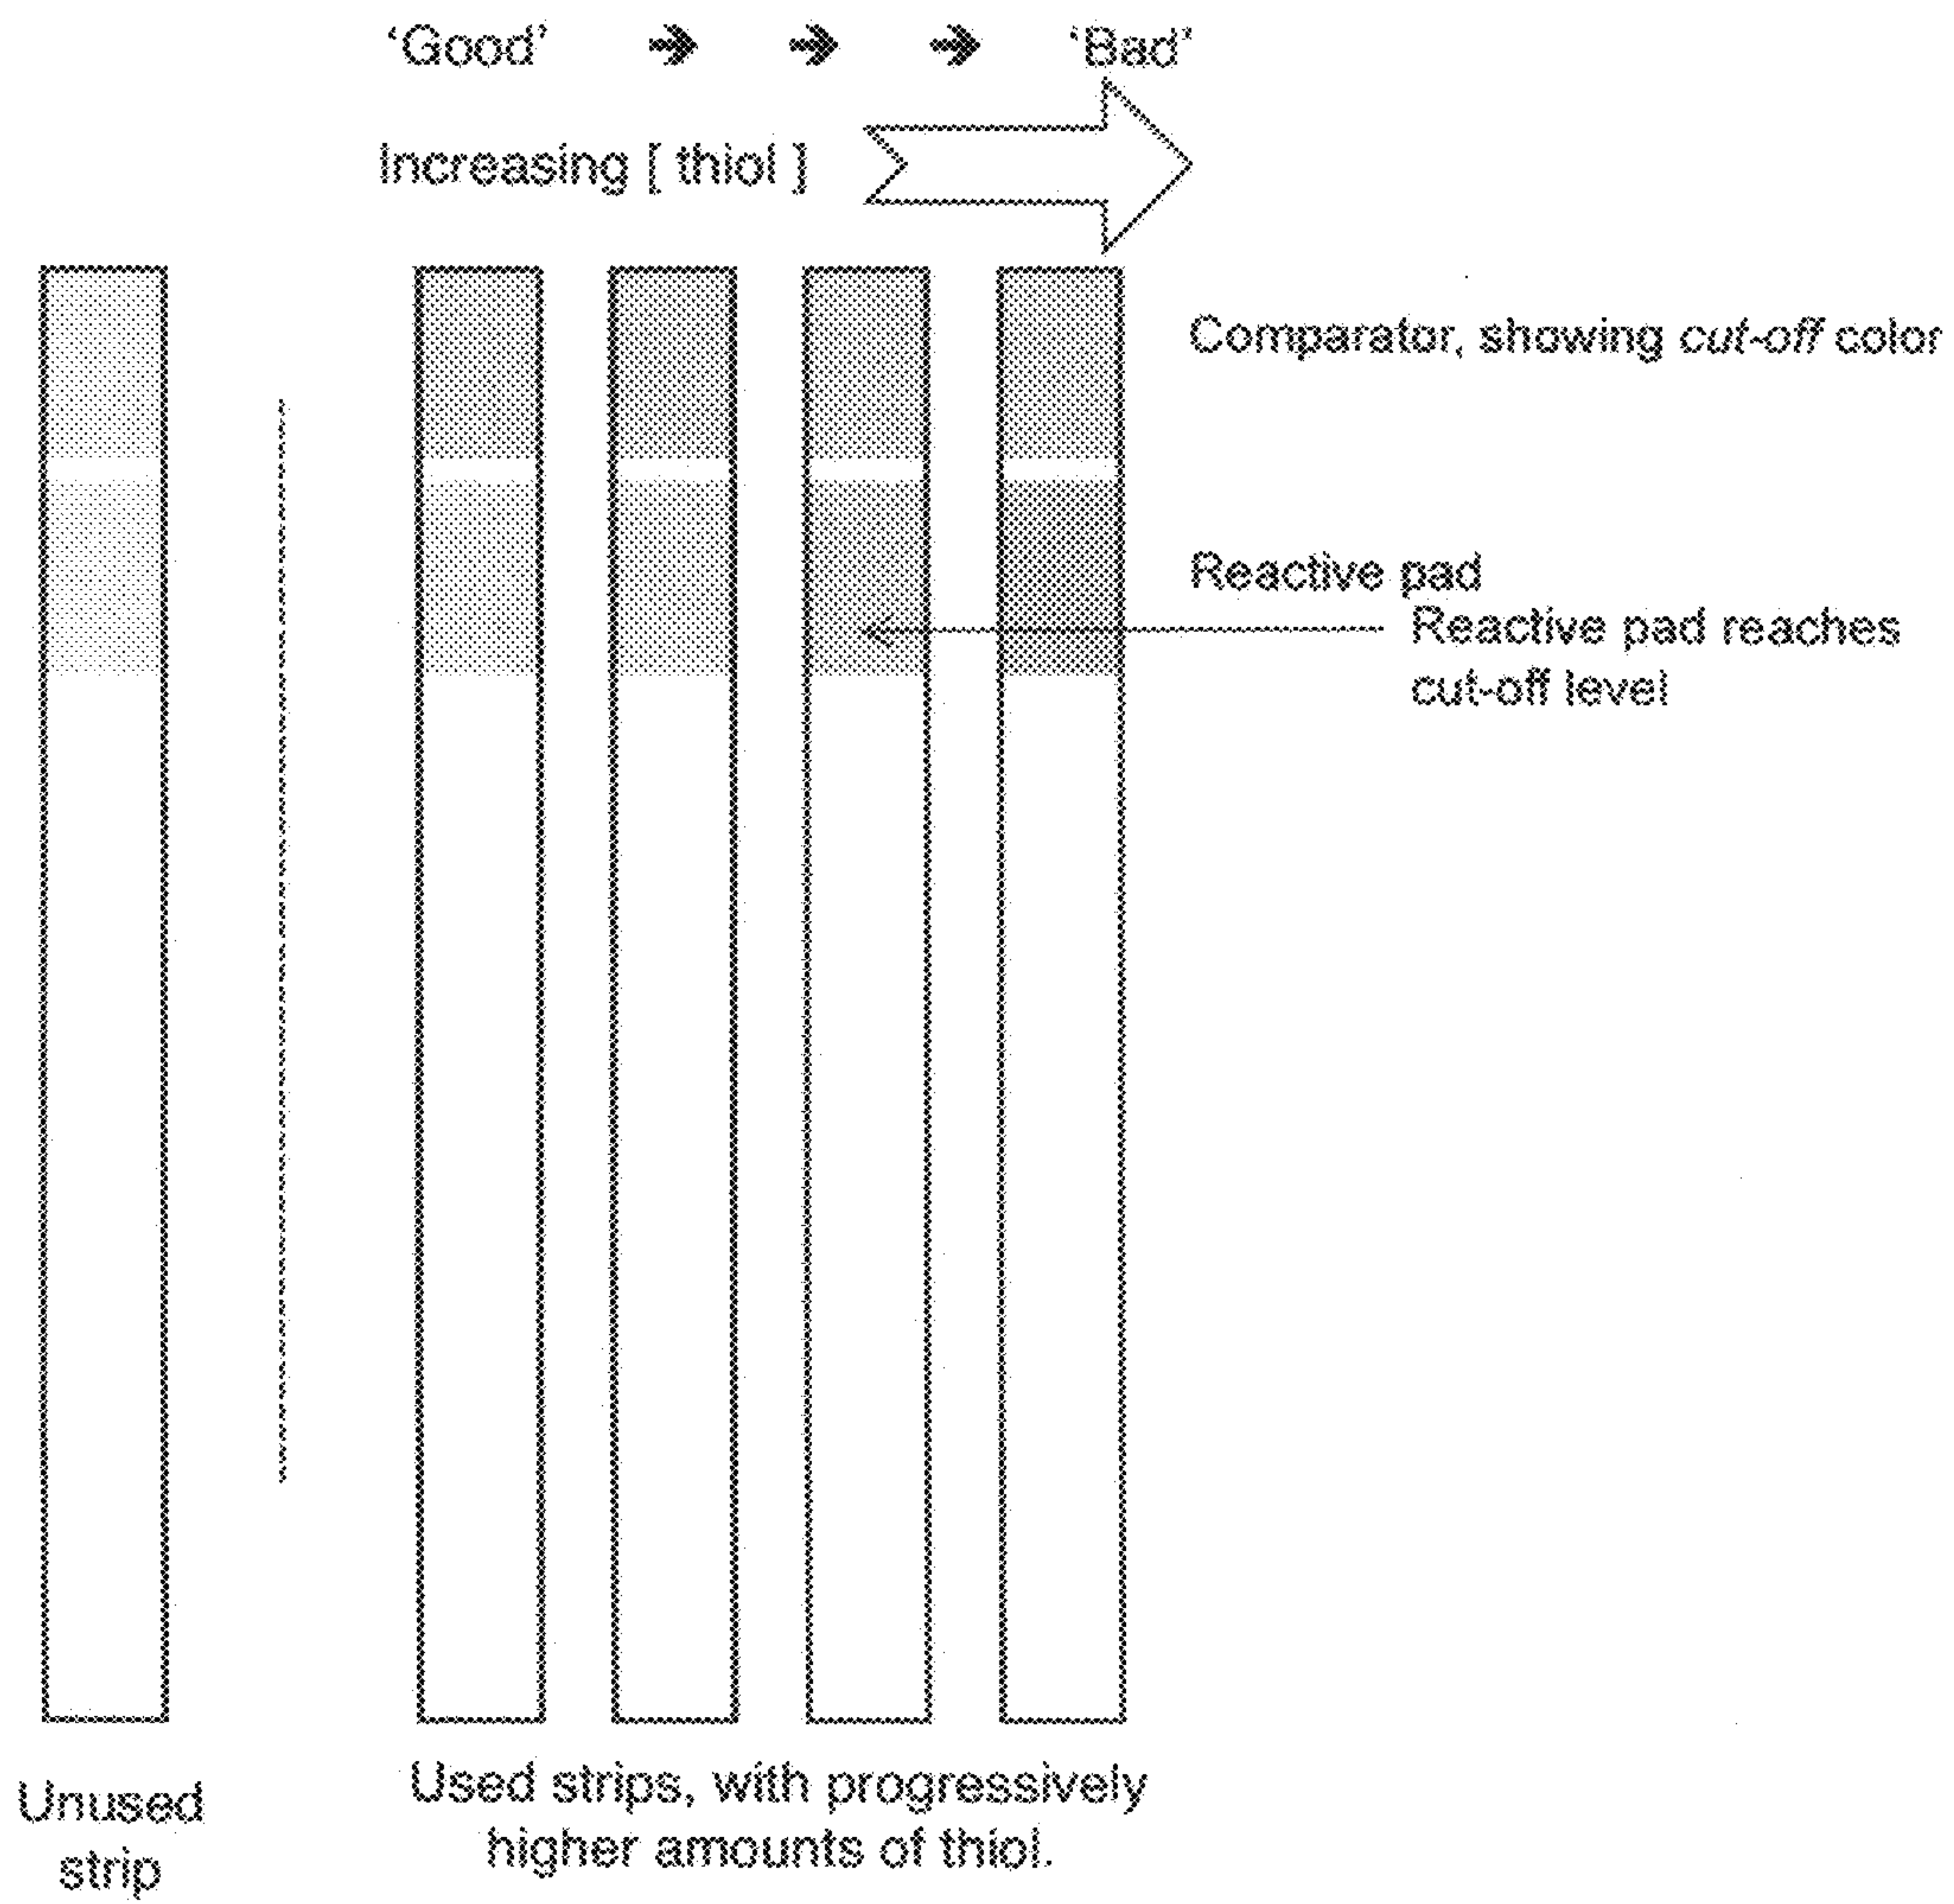 ‘Good’ ➔ ➔ ➔ ‘Bad’
Increasing [ thiol ]
Comparator, showing cut-off color
Reactive pad
Reactive pad reaches
cut-off level
Unused
strip
Used strips, with progressively
higher amounts of thiol.